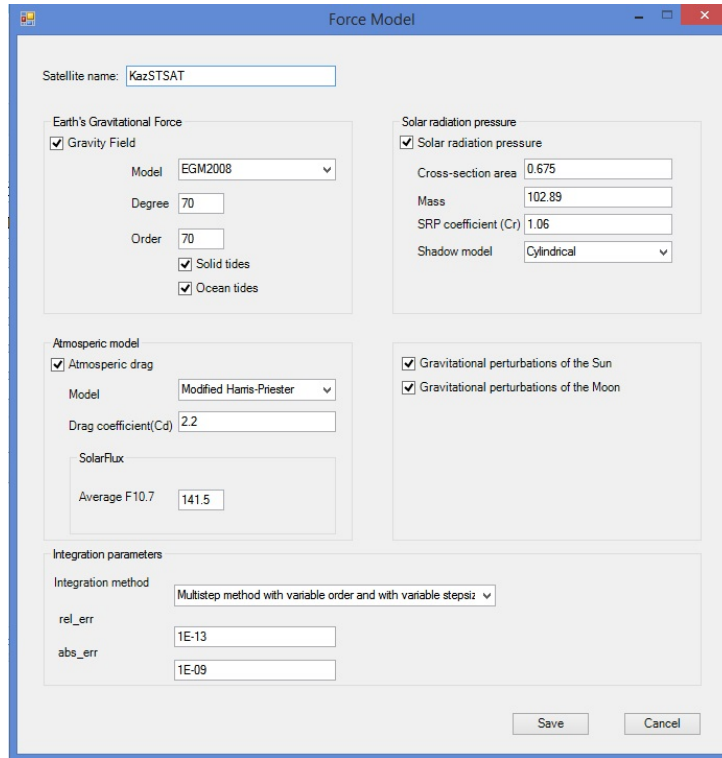 Force Model
Satellite name: KazSTSAT
Earth's Gravitational Force
Gravity Field
Model EGM2008
Degree 70
Order 70
Solid tides
Ocean tides
Solar radiation pressure
Solar radiation pressure
Cross-section area 0.675
Mass 102.89
SRP coefficient (Cr) 1.06
Shadow model Cylindrical
Atmosperic model
Atmosperic drag
Model Modified Harris-Priester
Drag coefficient(Cd) 2.2
SolarFlux
Average F10.7 141.5
Gravitational perturbations of the Sun
Gravitational perturbations of the Moon
Integration parameters
Integration method
Multistep method with variable order and with variable stepsiz
rel_err
1E-13
abs_err
1E-09
Save Cancel